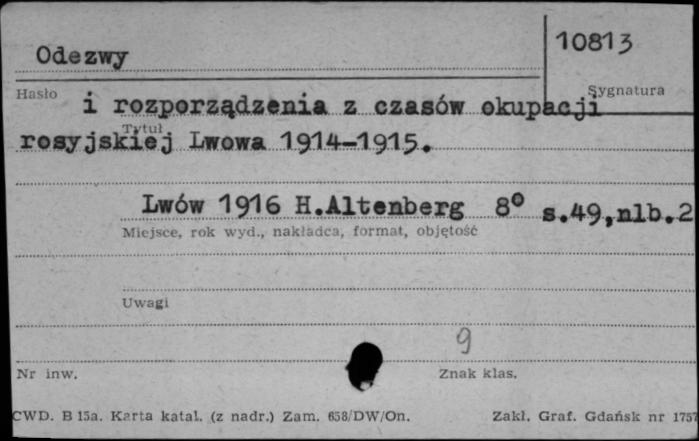 10813
Odezwy
Hasło
Sygnatura
i rozporządzenia z czasów okupacji
Tytuł
rosyjskiej Lwowa 1914-1915.
Lwów 1916 H.Altenberg 8° s.49,nlb.2
Miejsce, rok wyd., nakładca, format, objętość
Uwagi
9
Nr inw.
Znak klas.
CWD. B 15a. Karta katal. (z nadr.) Zam. 658/DW/On.
Zakł. Graf. Gdańsk nr 1757